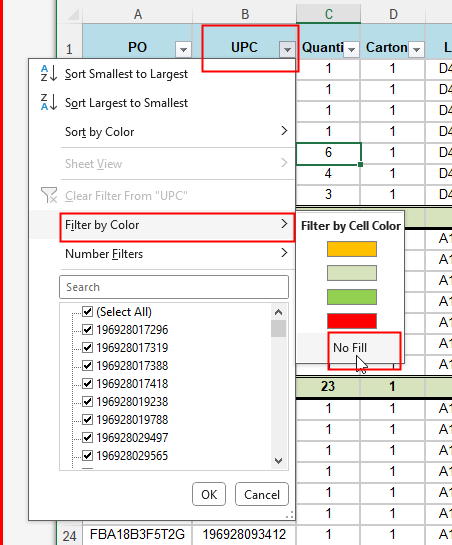 A B C D
1 PO UPC Quanti Carton L
Sort Smallest to Largest
Sort Largest to Smallest
Sort by Color
Sheet View
Clear Filter From "UPC"
Filter by Color
Number Filters
Search
(Select All)
196928017296
196928017319
196928017388
196928017418
196928019238
196928019788
196928029497
196928029565
OK Cancel
Filter by Cell Color
No Fill
1 1 D4
1 1 D4
1 1 D4
1 1 D4
6 1 D4
4 1 D4
3 1 D4
A1
A1
A1
A1
A1
A1
23 1
1 1 A1
1 1 A1
1 1 A1
1 1 A1
1 1 A1
1 1 A1
24 FBA18B3F5T2G 196928093412 1 1 A1